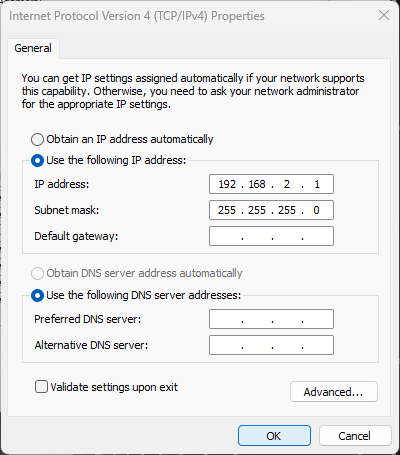 Internet Protocol Version 4 (TCP/IPv4) Properties
General
You can get IP settings assigned automatically if your network supports
this capability. Otherwise, you need to ask your network administrator
for the appropriate IP settings.
Obtain an IP address automatically
Use the following IP address:
IP address: 192 . 168 . 2 . 1
Subnet mask: 255 . 255 . 255 . 0
Default gateway: . . .
Obtain DNS server address automatically
Use the following DNS server addresses:
Preferred DNS server: . . .
Alternative DNS server: . . .
Validate settings upon exit
Advanced...
OK Cancel